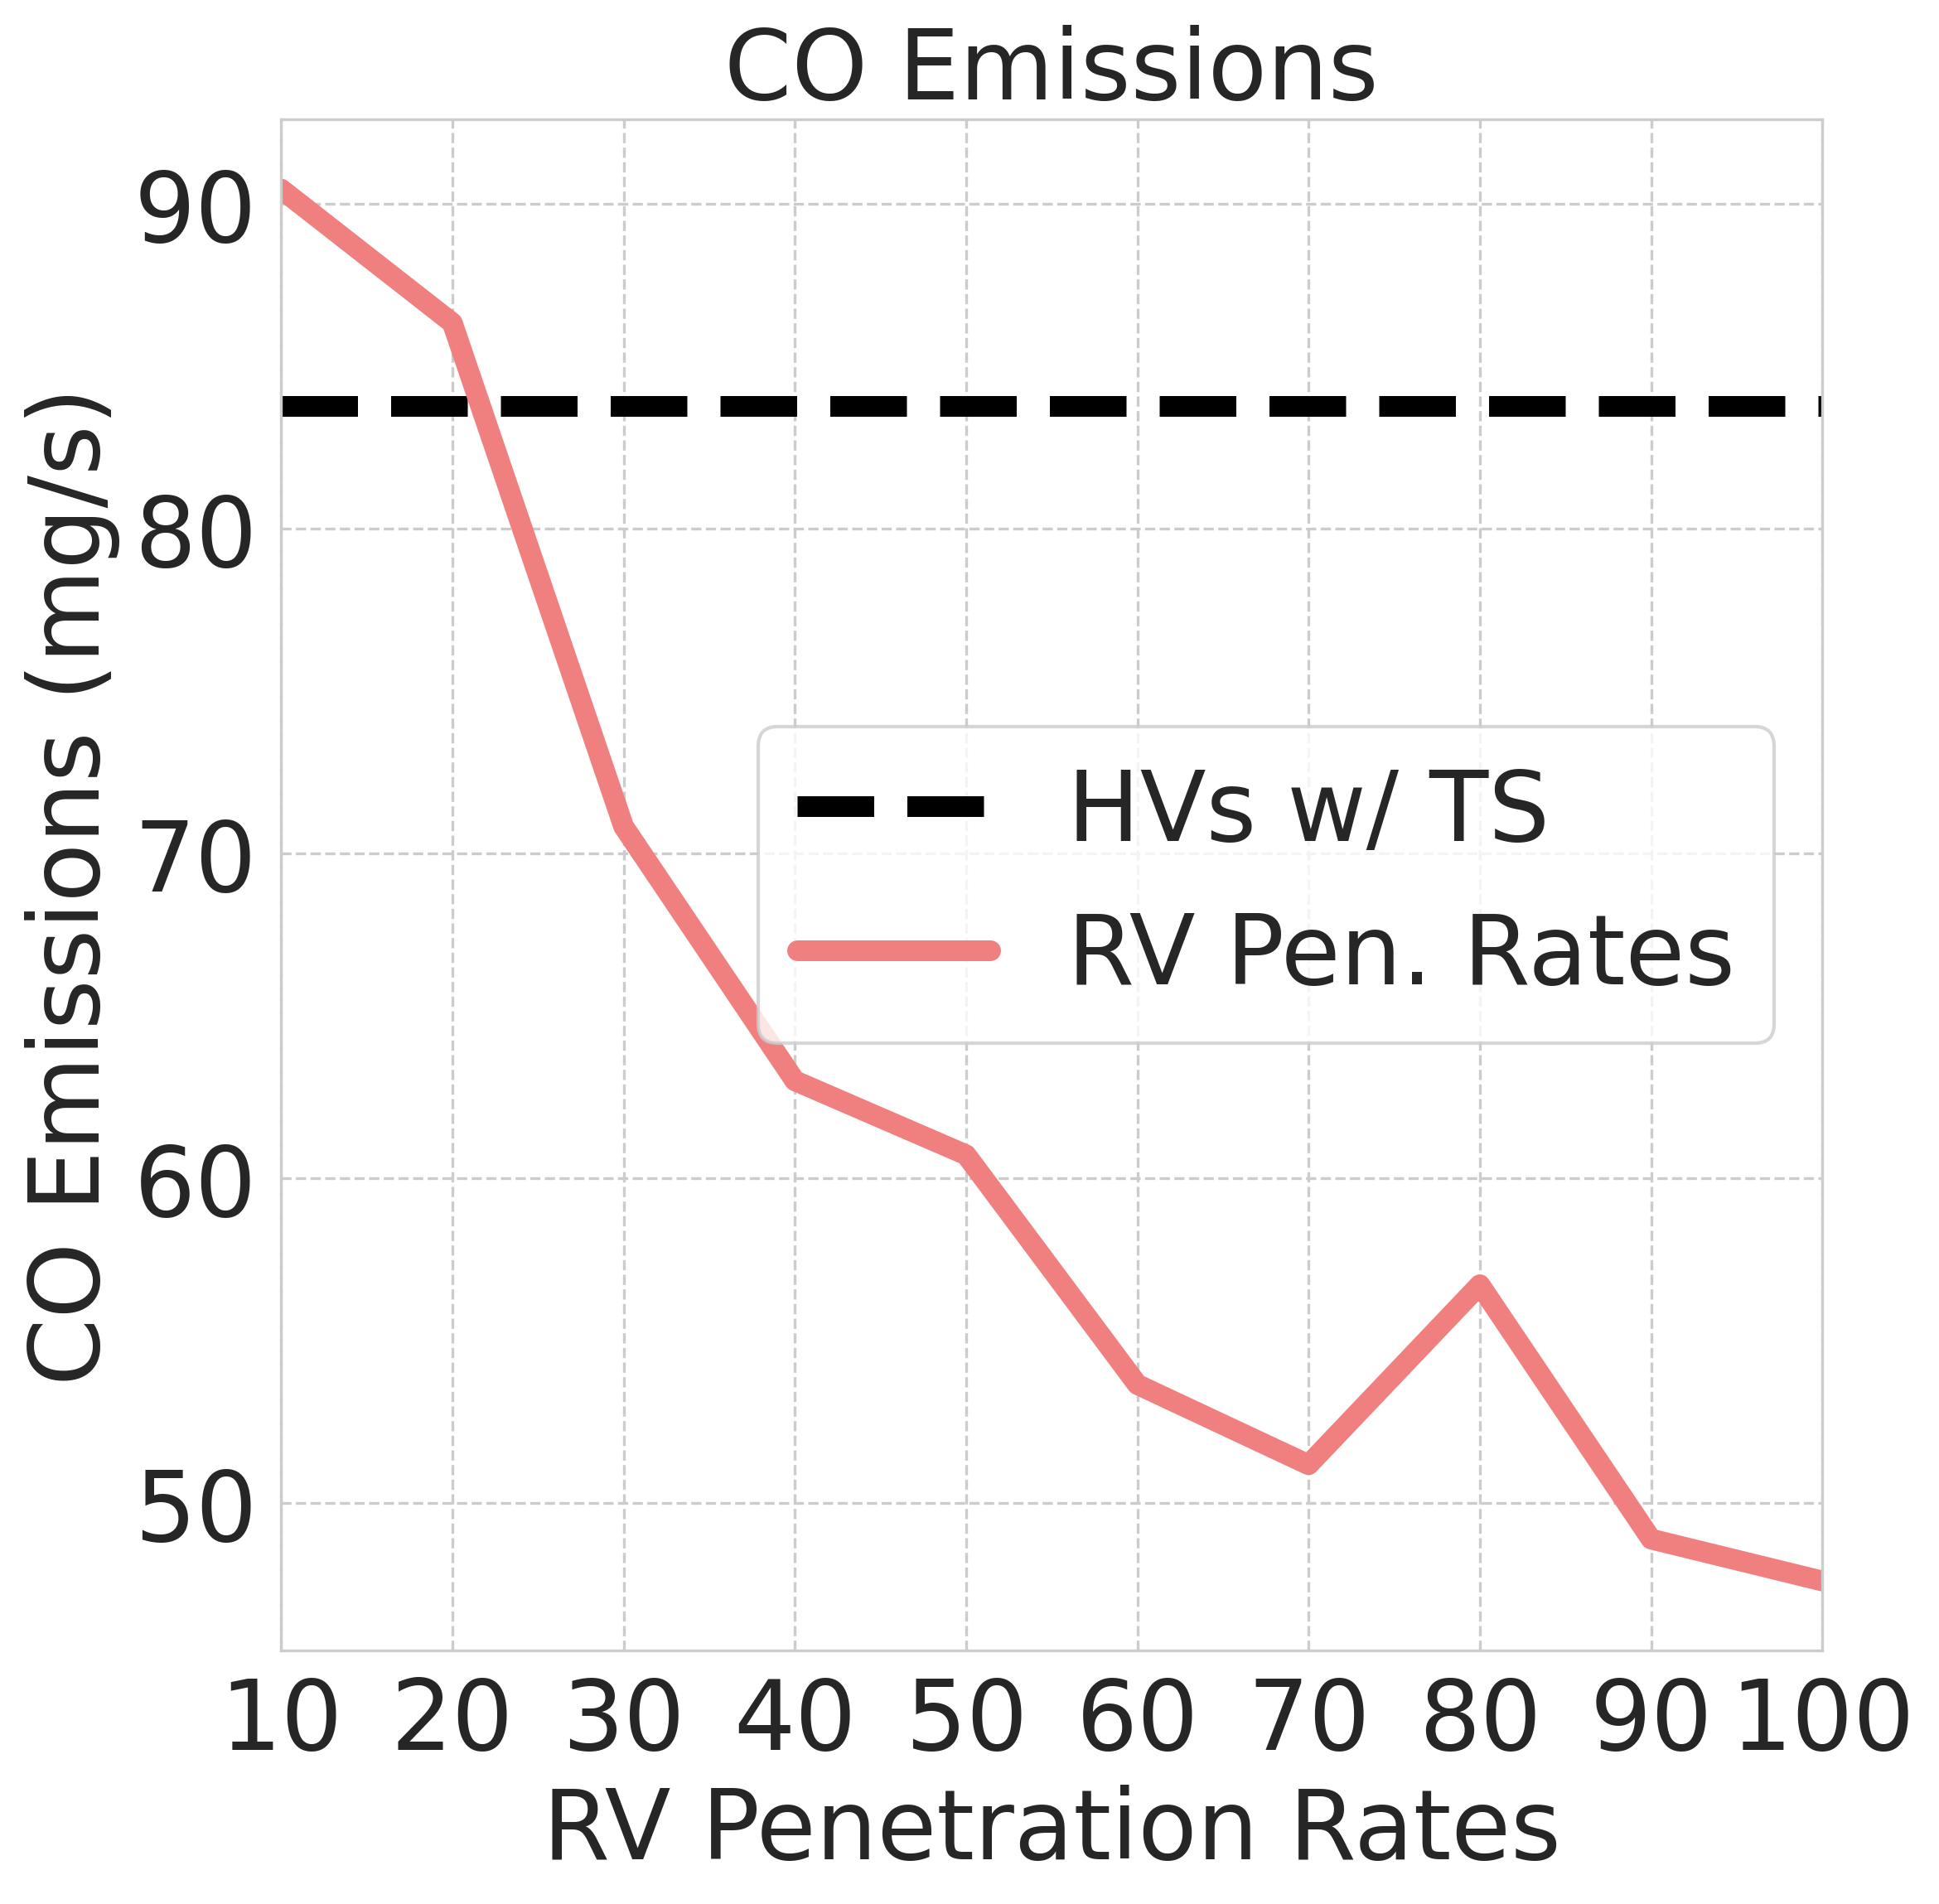 CO Emissions
CO Emissions (mg/s)
90
80
70
60
50
HVs w/ TS
RV Pen. Rates
10 20 30 40 50 60 70 80 90 100
RV Penetration Rates